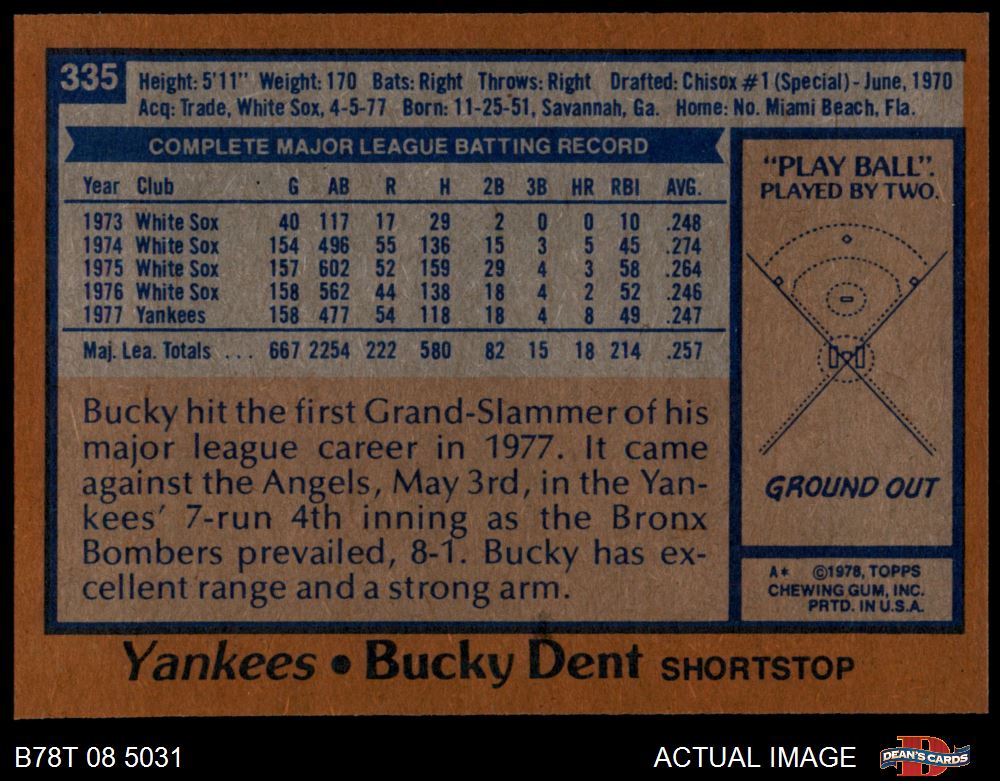 335
Height: 5'11" Weight: 170 Bats: Right Throws: Right Drafted: Chisox #1 (Special) - June, 1970
Acq: Trade, White Sox, 4-5-77 Born: 11-25-51, Savannah, Ga. Home: No. Miami Beach, Fla.
COMPLETE MAJOR LEAGUE BATTING RECORD
Year Club G AB R H 2B 3B HR RBI AVG.
1973 White Sox 40 117 17 29 2 0 0 10 .248
1974 White Sox 154 496 55 136 15 3 5 45 .274
1975 White Sox 157 602 52 159 29 4 3 58 .264
1976 White Sox 158 562 44 138 18 4 2 52 .246
1977 Yankees 158 477 54 118 18 4 8 49 .247
Maj. Lea. Totals ... 667 2254 222 580 82 15 18 214 .257
Bucky hit the first Grand-Slammer of his
major league career in 1977. It came
against the Angels, May 3rd, in the Yan-
kees' 7-run 4th inning as the Bronx
Bombers prevailed, 8-1. Bucky has ex-
cellent range and a strong arm.
"PLAY BALL".
PLAYED BY TWO.
GROUND OUT
A* ©1978, TOPPS
CHEWING GUM, INC.
PRTD. IN U.S.A.
Yankees • Bucky Dent SHORTSTOP
B78T 08 5031
ACTUAL IMAGE
DEAN'S CARDS